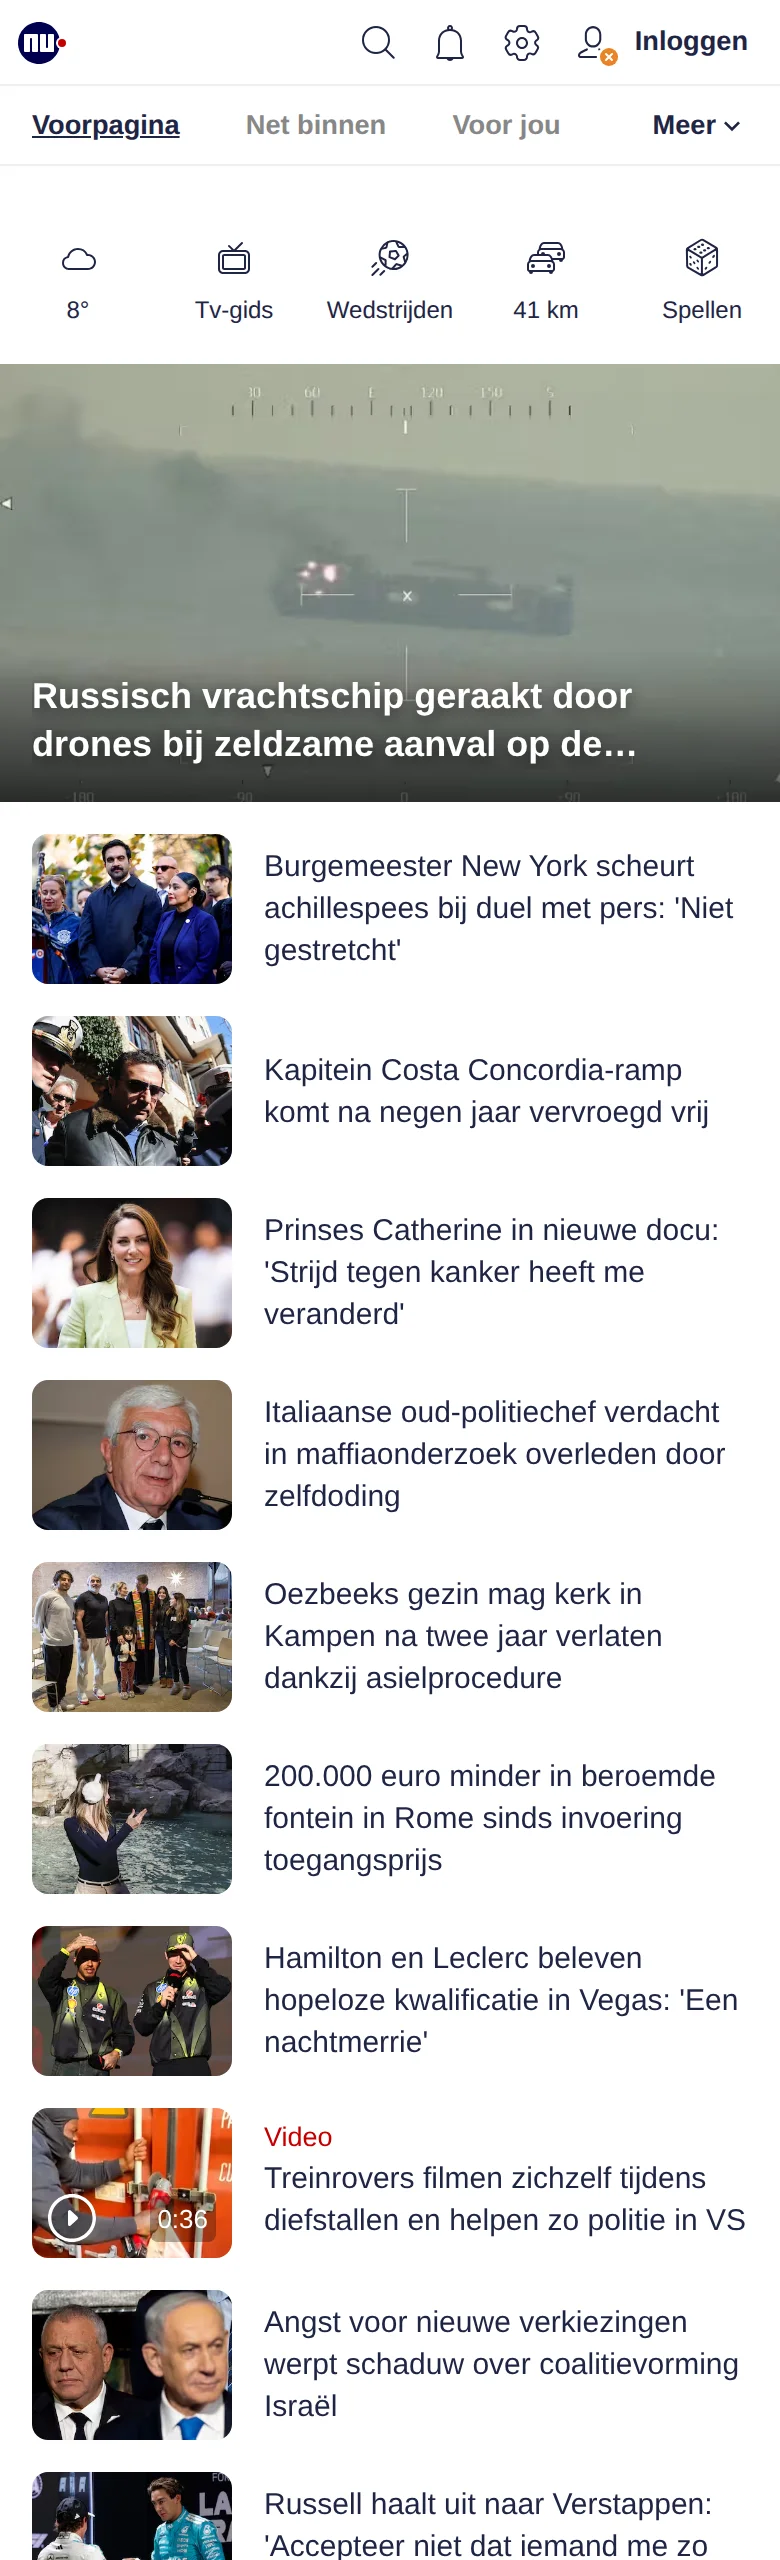 nu
Inloggen
Voorpagina Net binnen Voor jou Meer
8° Tv-gids Wedstrijden 41 km Spellen
30 60 E 120 150 S
Russisch vrachtschip geraakt door
drones bij zeldzame aanval op de...
Burgemeester New York scheurt
achillespees bij duel met pers: 'Niet
gestretcht'
Kapitein Costa Concordia-ramp
komt na negen jaar vervroegd vrij
Prinses Catherine in nieuwe docu:
'Strijd tegen kanker heeft me
veranderd'
Italiaanse oud-politiechef verdacht
in maffiaonderzoek overleden door
zelfdoding
Oezbeeks gezin mag kerk in
Kampen na twee jaar verlaten
dankzij asielprocedure
200.000 euro minder in beroemde
fontein in Rome sinds invoering
toegangsprijs
Hamilton en Leclerc beleven
hopeloze kwalificatie in Vegas: 'Een
nachtmerrie'
Video
Treinrovers filmen zichzelf tijdens
diefstallen en helpen zo politie in VS
0:36
Angst voor nieuwe verkiezingen
werpt schaduw over coalitievorming
Israël
Russell haalt uit naar Verstappen:
'Accepteer niet dat iemand me zo